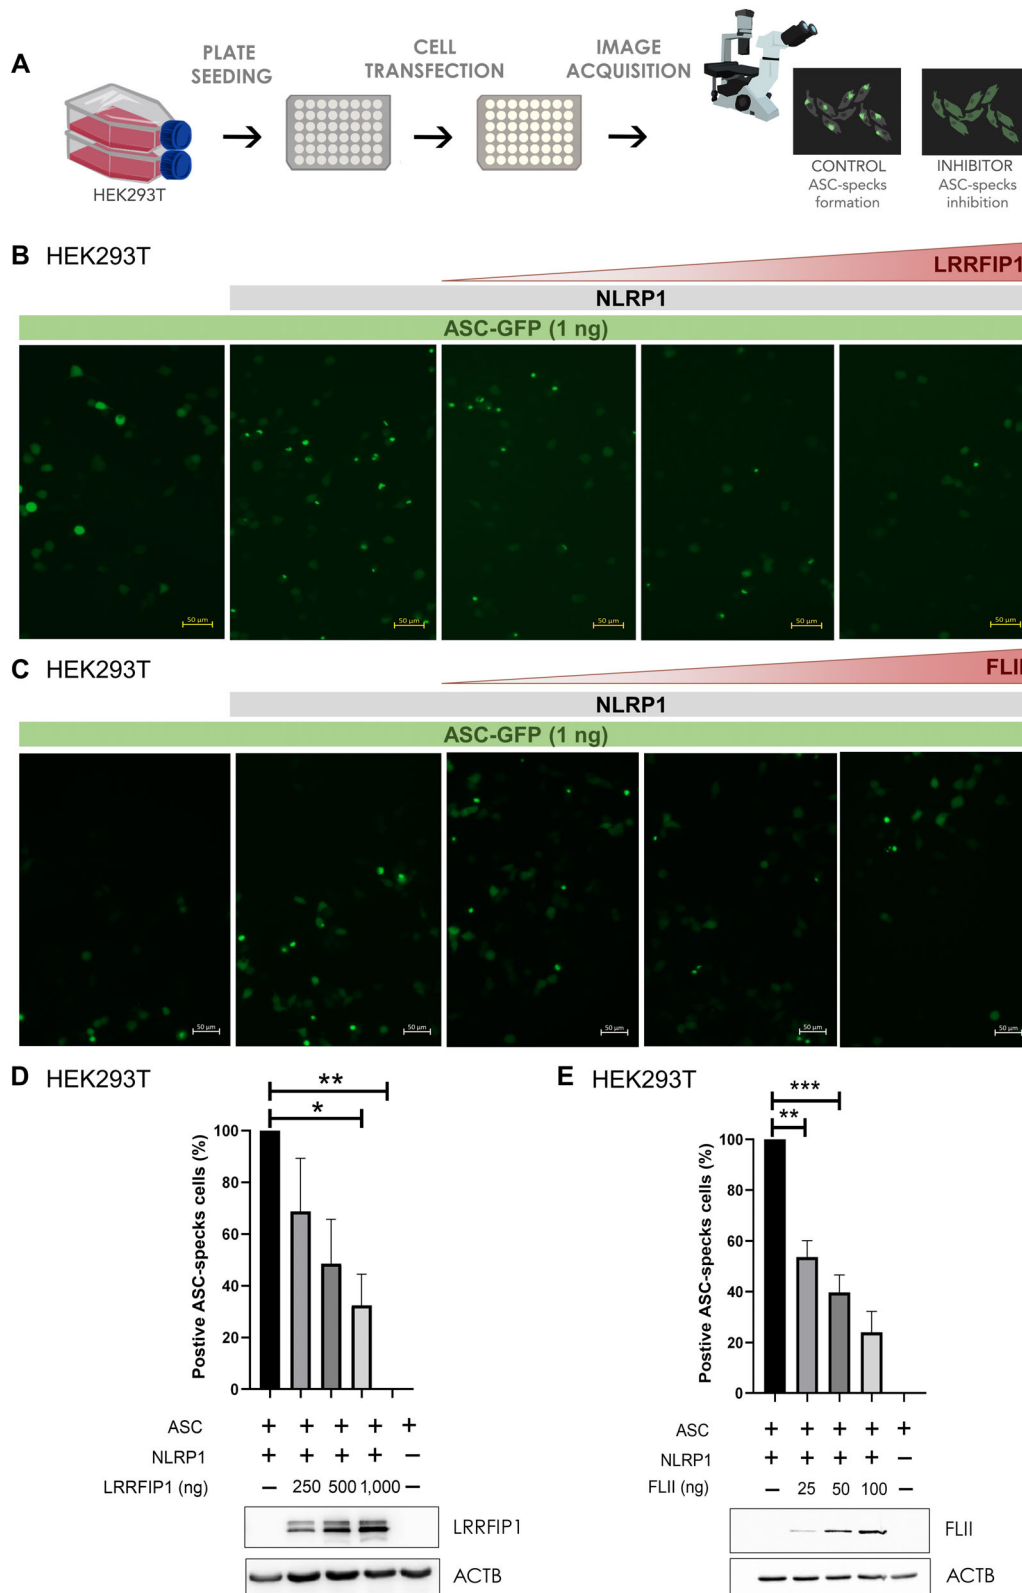 A
PLATE SEEDING
CELL TRANSFECTION
IMAGE ACQUISITION
HEK293T
CONTROL
ASC-specks
formation
INHIBITOR
ASC-specks
inhibition
B HEK293T
LRRFIP1
NLRP1
ASC-GFP (1 ng)
50 µm
50 µm
50 µm
50 µm
50 µm
C HEK293T
FLII
NLRP1
ASC-GFP (1 ng)
50 µm
50 µm
50 µm
50 µm
50 µm
D HEK293T
**
*
Postive ASC-specks cells (%)
100
80
60
40
20
0
ASC + + + + +
NLRP1 + + + + −
LRRFIP1 (ng) − 250 500 1,000 −
LRRFIP1
ACTB
E HEK293T
***
**
Postive ASC-specks cells (%)
100
80
60
40
20
0
ASC + + + + +
NLRP1 + + + + −
FLII (ng) − 25 50 100 −
FLII
ACTB